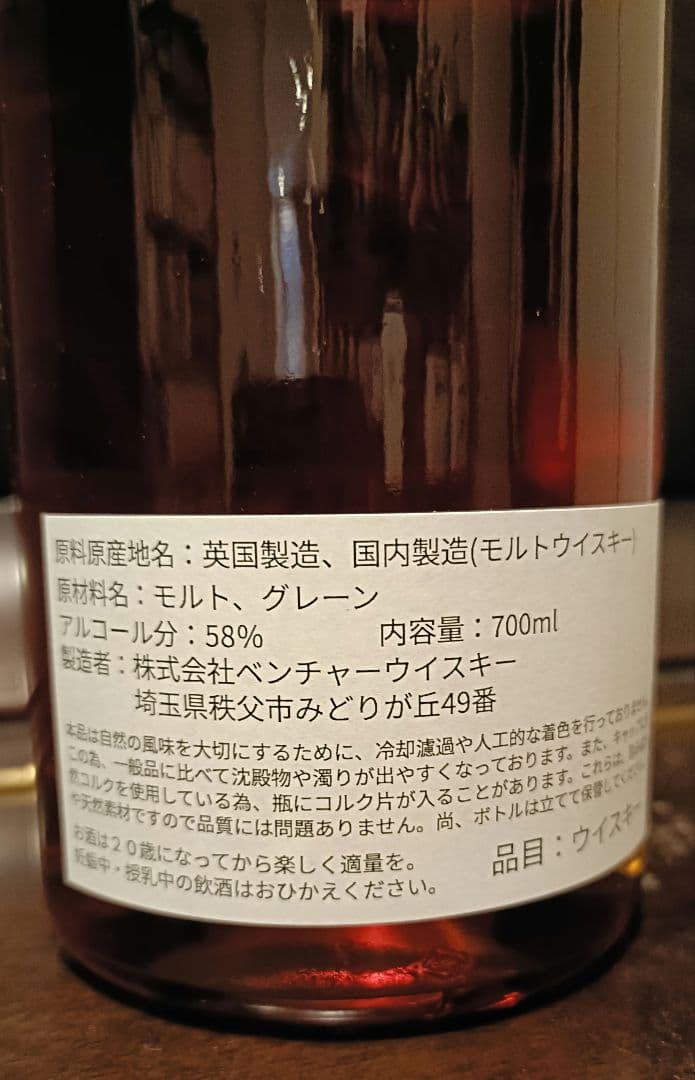 原料原産地名：英国製造、国内製造(モルトウイスキー)
原材料名：モルト、グレーン
アルコール分：58% 内容量：700ml
製造者：株式会社ベンチャーウイスキー
埼玉県秩父市みどりが丘49番
本品は自然の風味を大切にするために、冷却濾過や人工的な着色を行っておりません
この為、一般品に比べて沈殿物や濁りが出やすくなっております。また、キャップに
然コルクを使用している為、瓶にコルク片が入ることがあります。これらは、
や天然素材ですので品質には問題ありません。尚、ボトルは立てて保管してください
お酒は20歳になってから楽しく適量を。
妊娠中・授乳中の飲酒はおひかえください。
品目：ウイスキー